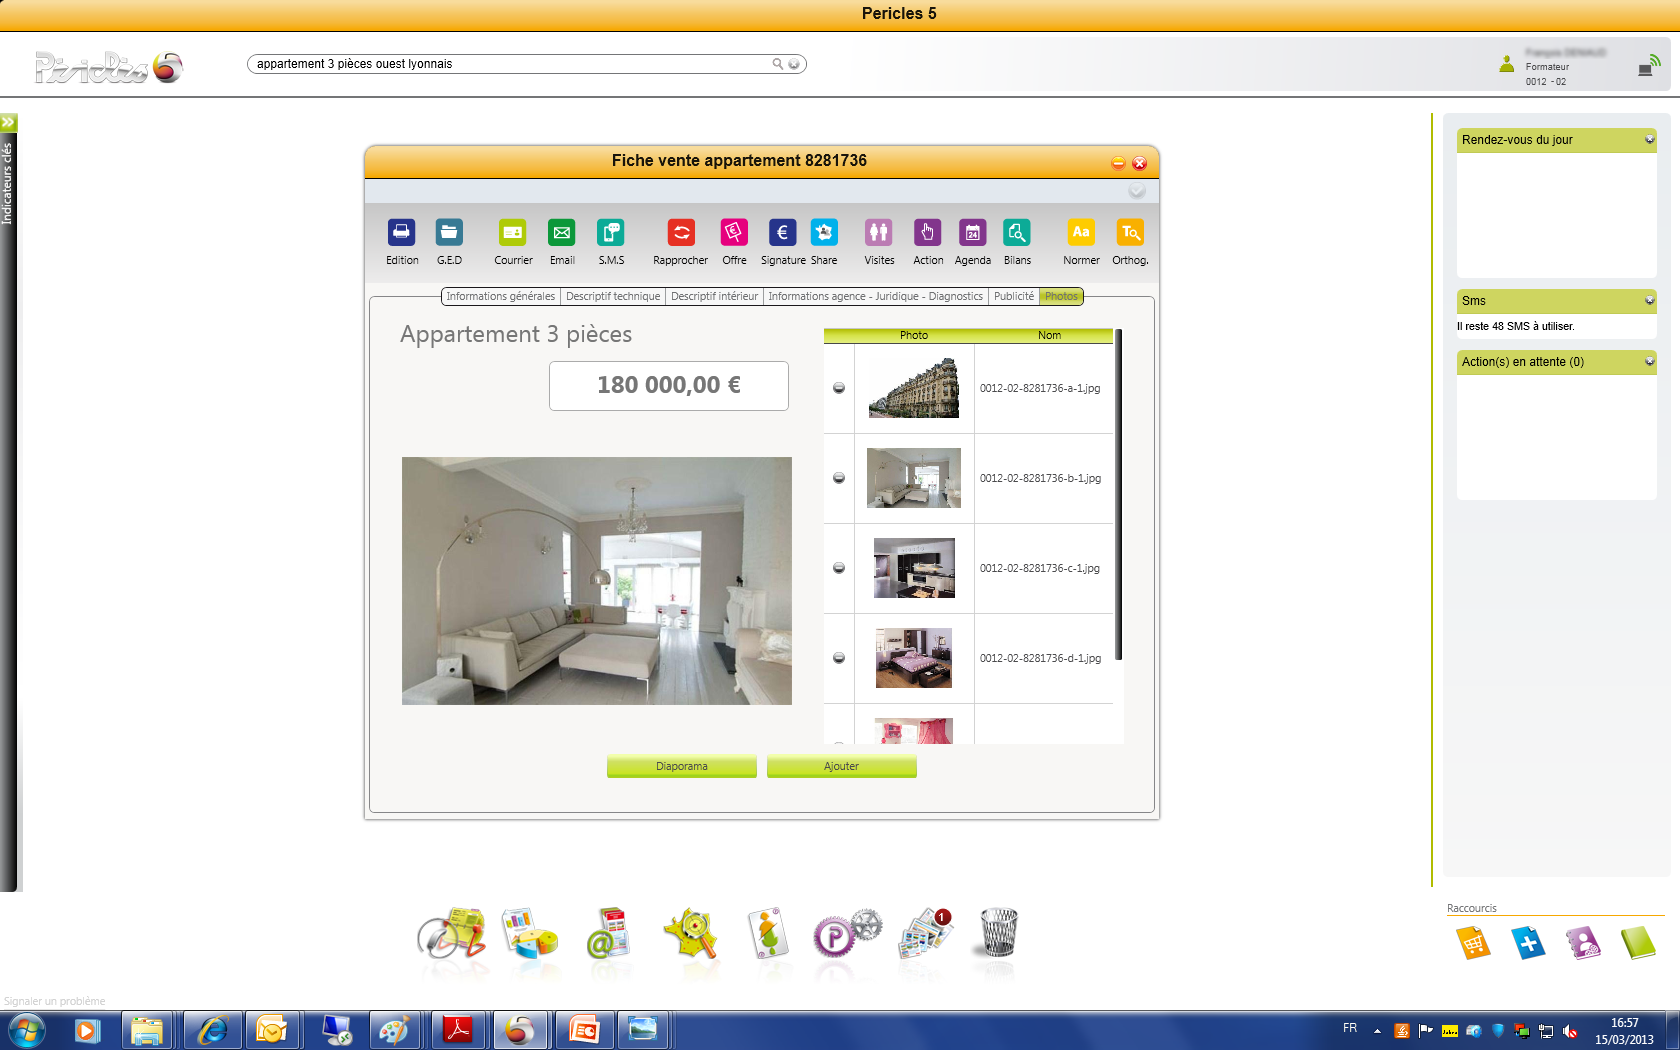 Pericles 5
Périclès 5
appartement 3 pièces ouest lyonnais
Formateur
0012 - 02
Indicateurs clés
Fiche vente appartement 8281736
Edition
G.E.D
Courrier
Email
S.M.S
Rapprocher
Offre
Signature
Share
Visites
Action
Agenda
Bilans
Normer
Orthog.
Informations générales
Descriptif technique
Descriptif intérieur
Informations agence - Juridique - Diagnostics
Publicité
Photos
Appartement 3 pièces
180 000,00 €
Photo
Nom
0012-02-8281736-a-1.jpg
0012-02-8281736-b-1.jpg
0012-02-8281736-c-1.jpg
0012-02-8281736-d-1.jpg
Diaporama
Ajouter
Rendez-vous du jour
Sms
Il reste 48 SMS à utiliser.
Action(s) en attente (0)
Raccourcis
1
Signaler un problème
FR
16:57
15/03/2013